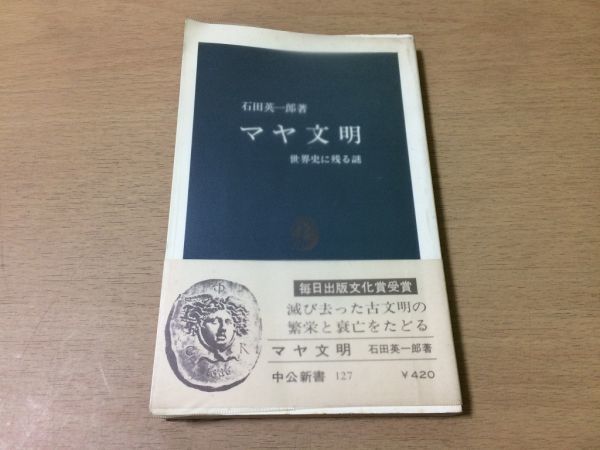 石田英一郎著
マヤ文明
世界史に残る謎
毎日出版文化賞受賞
滅び去った古文明の
繁栄と衰亡をたどる
マヤ文明 石田英一郎著
中公新書 127 ￥420